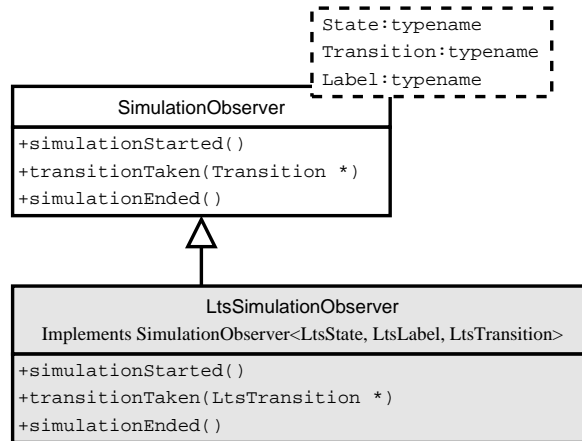 State:typename
Transition:typename
Label:typename
SimulationObserver
+simulationStarted()
+transitionTaken(Transition *)
+simulationEnded()
LtsSimulationObserver
Implements SimulationObserver<LtsState, LtsLabel, LtsTransition>
+simulationStarted()
+transitionTaken(LtsTransition *)
+simulationEnded()